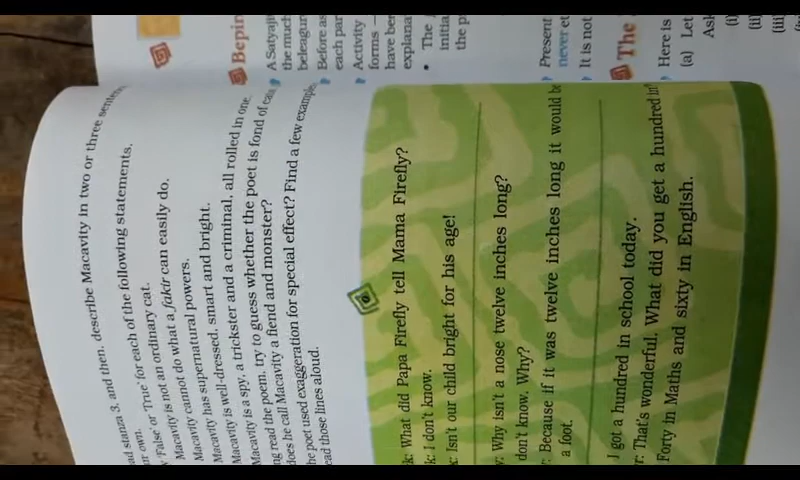 ad stanza 3, and then, describe Macavity in two or three
ur own.
'False' or 'True' for each of the following statements.
Macavity is not an ordinary cat.
Macavity cannot do what a fakir can easily do.
Macavity has supernatural powers.
Macavity is well-dressed, smart and bright.
Macavity is a spy, a trickster and a criminal, all rolled in one.
ng read the poem, try to guess whether the poet is fond of cats.
does he call Macavity a fiend and monster?
he poet used exaggeration for special effect? Find a few examples
ead those lines aloud.
k: What did Papa Firefly tell Mama Firefly?
k: I don't know.
k: Isn't our child bright for his age!
y: Why isn't a nose twelve inches long?
don't know. Why?
r: Because if it was twelve inches long it would be
a foot.
I got a hundred in school today.
r: That's wonderful. What did you get a hundred in?
Forty in Maths and sixty in English.
A Satyaji
the much
beleagur
Before as
each par
Activity
forms —
have ber
explana
• The
initia
the p
Present
never et
It is not
The
Here is
(a) Let
Ask
(i)
(ii)
(iii)